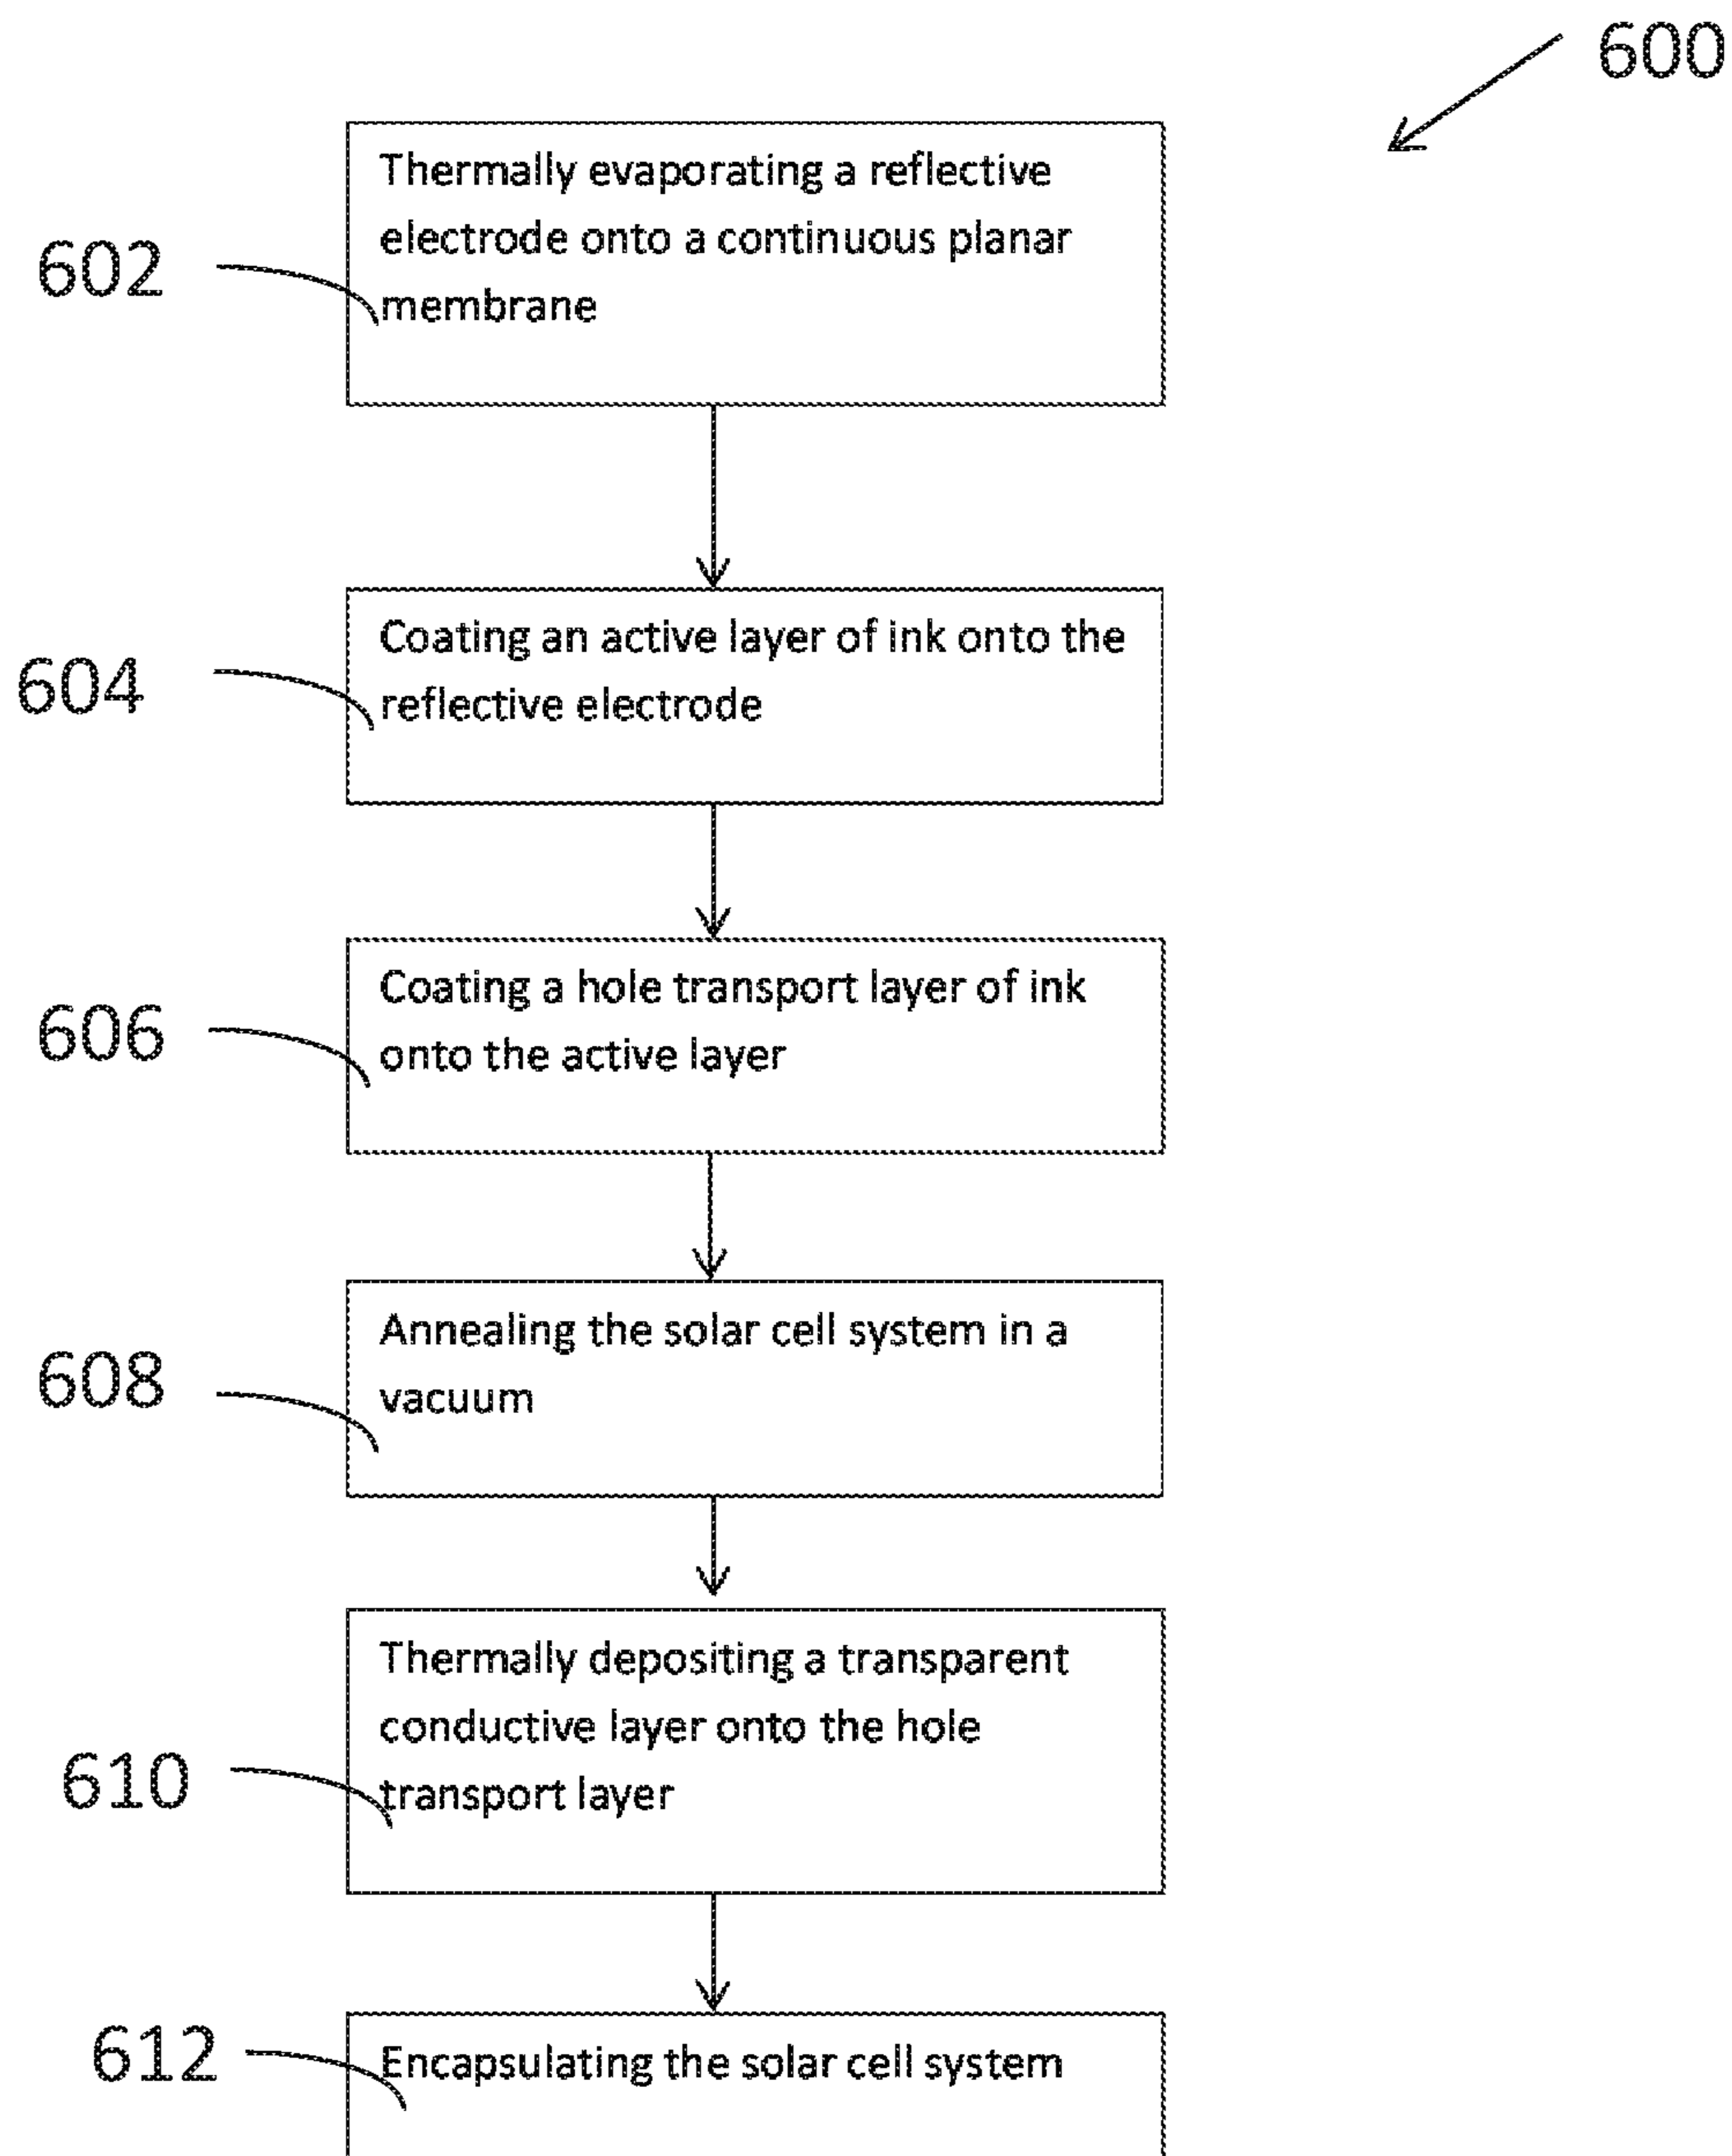 600
602
Thermally evaporating a reflective
electrode onto a continuous planar
membrane
604
Coating an active layer of ink onto the
reflective electrode
606
Coating a hole transport layer of ink
onto the active layer
608
Annealing the solar cell system in a
vacuum
610
Thermally depositing a transparent
conductive layer onto the hole
transport layer
612
Encapsulating the solar cell system